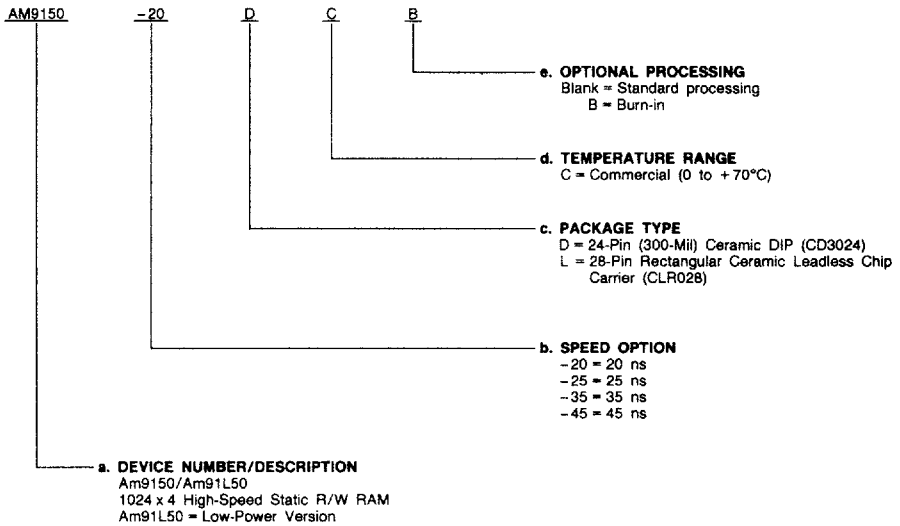 AM9150 -20 D C B
e. OPTIONAL PROCESSING
Blank = Standard processing
B = Burn-in
d. TEMPERATURE RANGE
C = Commercial (0 to +70°C)
c. PACKAGE TYPE
D = 24-Pin (300-Mil) Ceramic DIP (CD3024)
L = 28-Pin Rectangular Ceramic Leadless Chip
Carrier (CLR028)
b. SPEED OPTION
-20 = 20 ns
-25 = 25 ns
-35 = 35 ns
-45 = 45 ns
a. DEVICE NUMBER/DESCRIPTION
Am9150/Am91L50
1024 x 4 High-Speed Static R/W RAM
Am91L50 = Low-Power Version